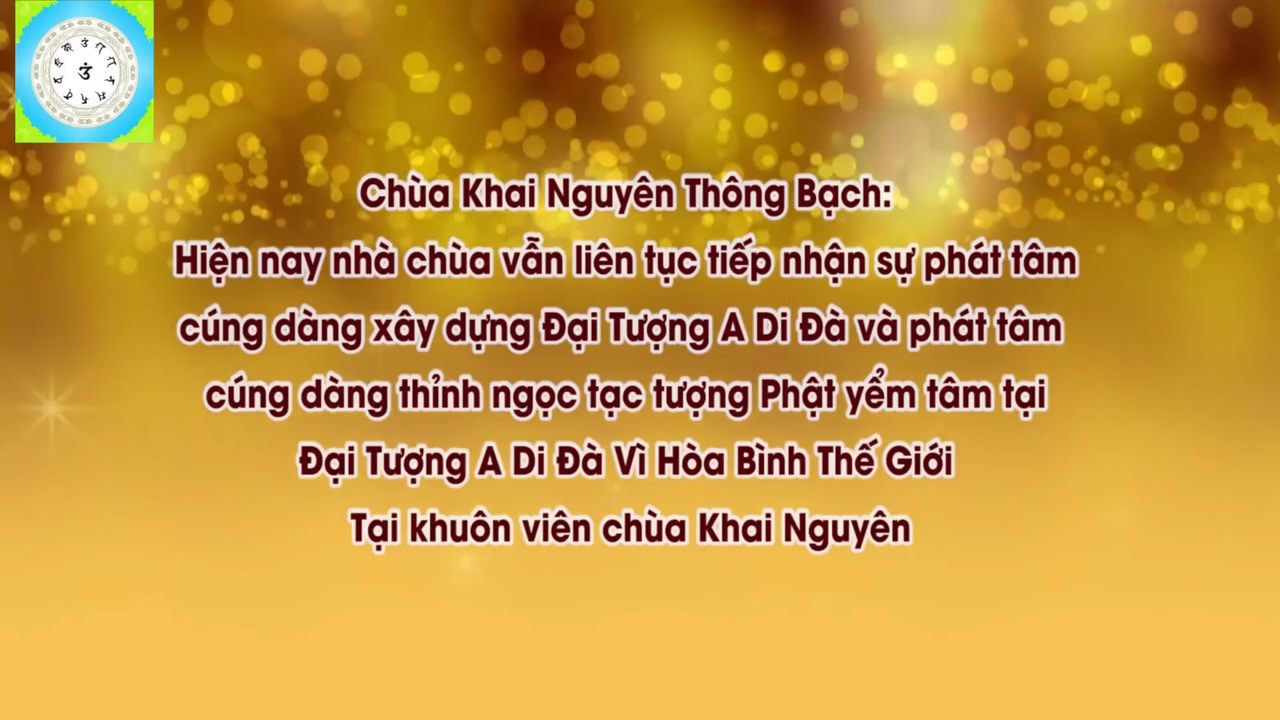 Chùa Khai Nguyên Thông Bạch:
Hiện nay nhà chùa vẫn liên tục tiếp nhận sự phát tâm
cúng dàng xây dựng Đại Tượng A Di Đà và phát tâm
cúng dàng thỉnh ngọc tạc tượng Phật yểm tâm tại
Đại Tượng A Di Đà Vì Hòa Bình Thế Giới
Tại khuôn viên chùa Khai Nguyên